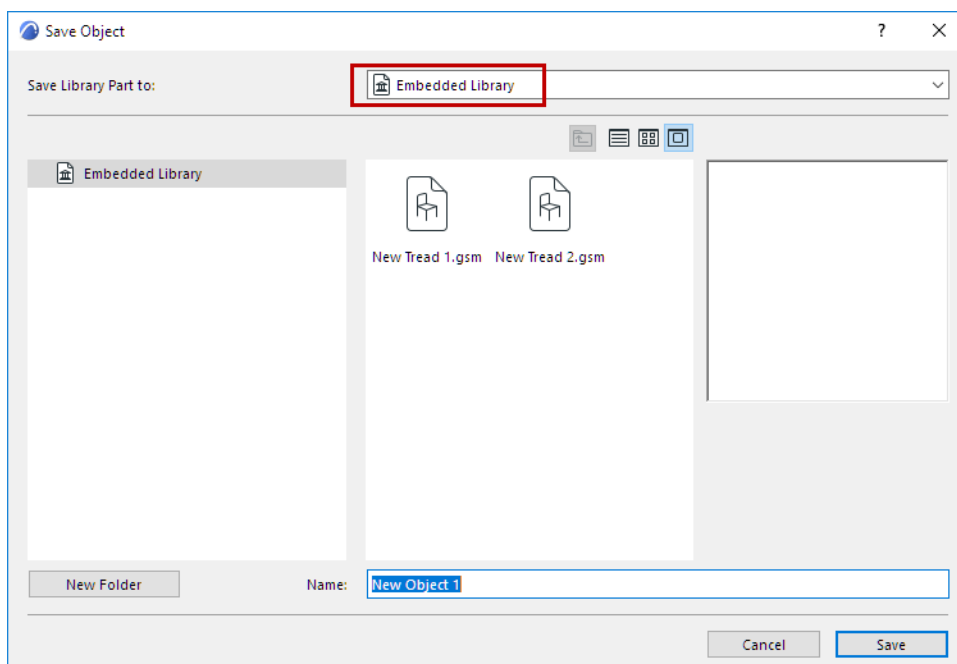 Save Object
?
Save Library Part to:
Embedded Library
Embedded Library
New Tread 1.gsm
New Tread 2.gsm
New Folder
Name:
New Object 1
Cancel
Save